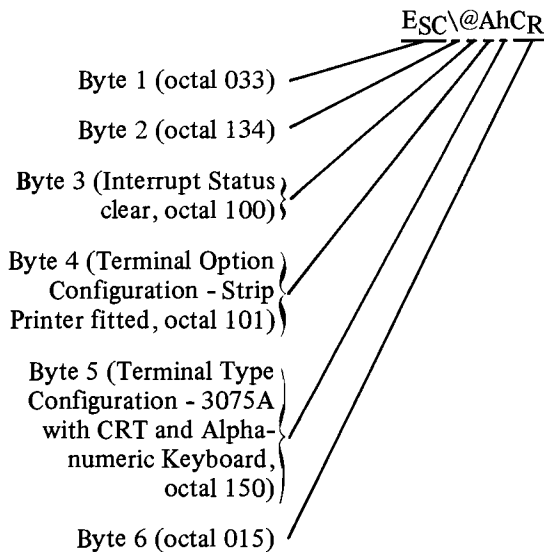 ESC\@AhCR
Byte 1 (octal 033)
Byte 2 (octal 134)
Byte 3 (Interrupt Status
clear, octal 100)
Byte 4 (Terminal Option
Configuration - Strip
Printer fitted, octal 101)
Byte 5 (Terminal Type
Configuration - 3075A
with CRT and Alpha-
numeric Keyboard,
octal 150)
Byte 6 (octal 015)